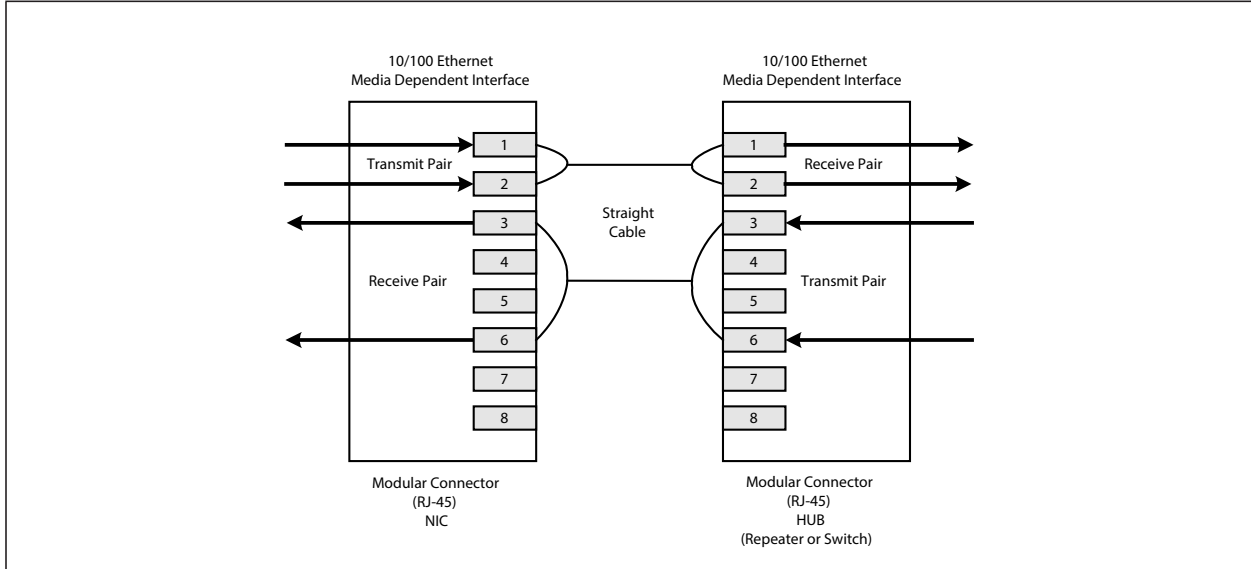 10/100 Ethernet
Media Dependent Interface
10/100 Ethernet
Media Dependent Interface
1
Transmit Pair
2
3
4
Receive Pair
5
6
7
8
Straight
Cable
1
Receive Pair
2
3
4
Transmit Pair
5
6
7
8
Modular Connector
(RJ-45)
NIC
Modular Connector
(RJ-45)
HUB
(Repeater or Switch)